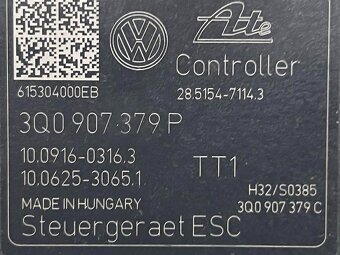 Ate
Controller
615304000EB
28.5154-7114.3
3Q0 907 379 P
10.0916-0316.3
10.0625-3065.1
TT1
H32/S0385
MADE IN HUNGARY
3Q0 907 379 C
Steuergeraet ESC